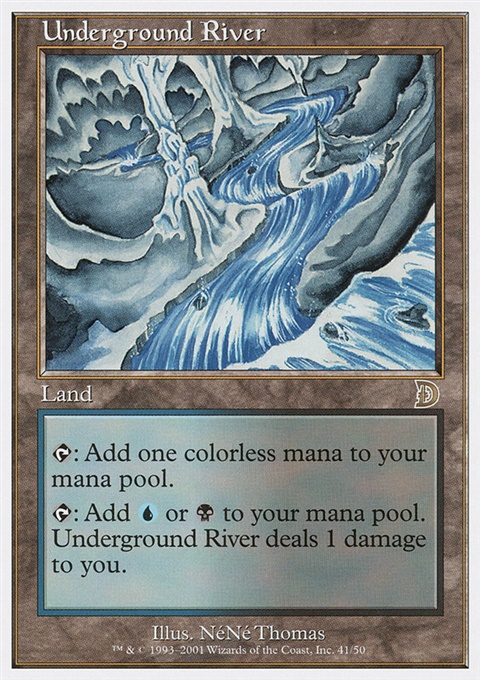 Underground River
Land
: Add one colorless mana to your
mana pool.
: Add or to your mana pool.
Underground River deals 1 damage
to you.
Illus. NéNé Thomas
™ & © 1993–2001 Wizards of the Coast, Inc. 41/50